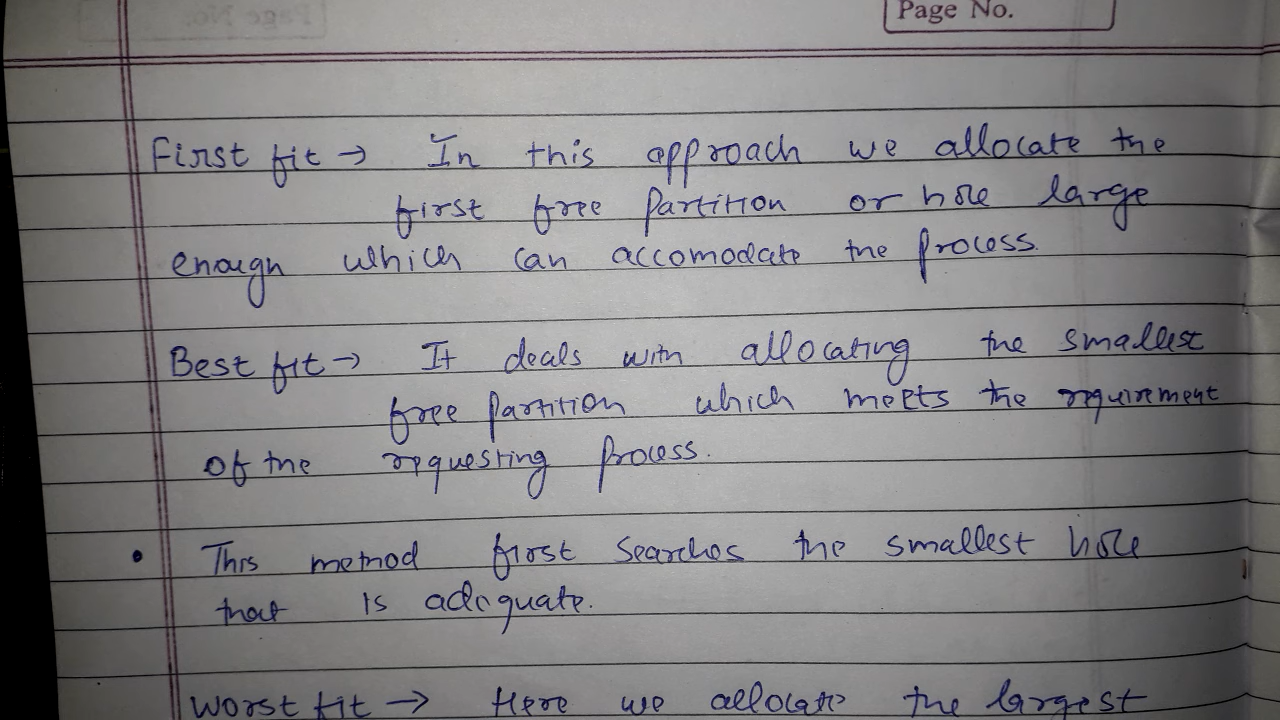 Page No.
First fit → In this approach we allocate the
first free partition or hole large
enough which can accomodate the process.
Best fit → It deals with allocating the smallest
free partition which meets the requirement
of the requesting process.
• This method first searches the smallest hole
that is adequate.
Worst fit → Here we allocate the largest